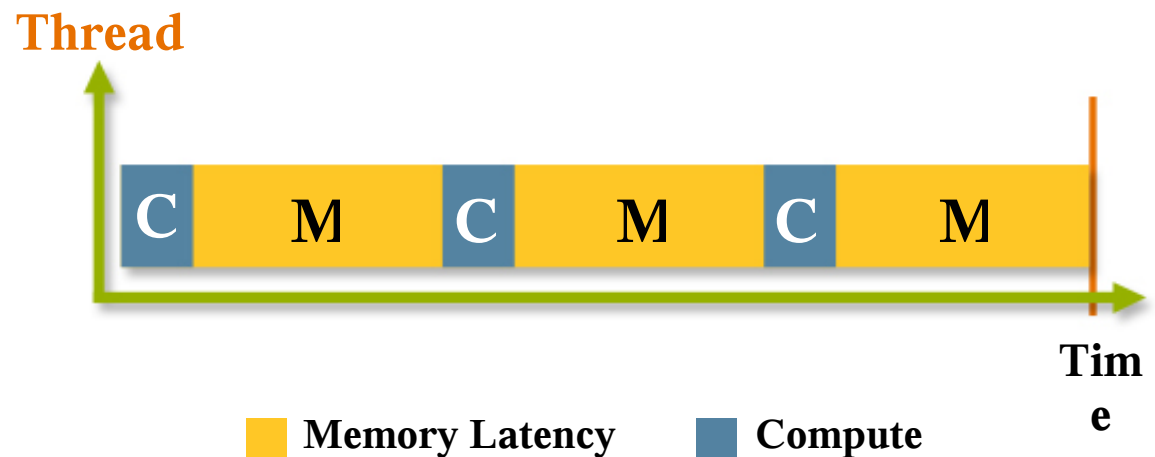 Thread
C M C M C M
Tim
e
Memory Latency Compute